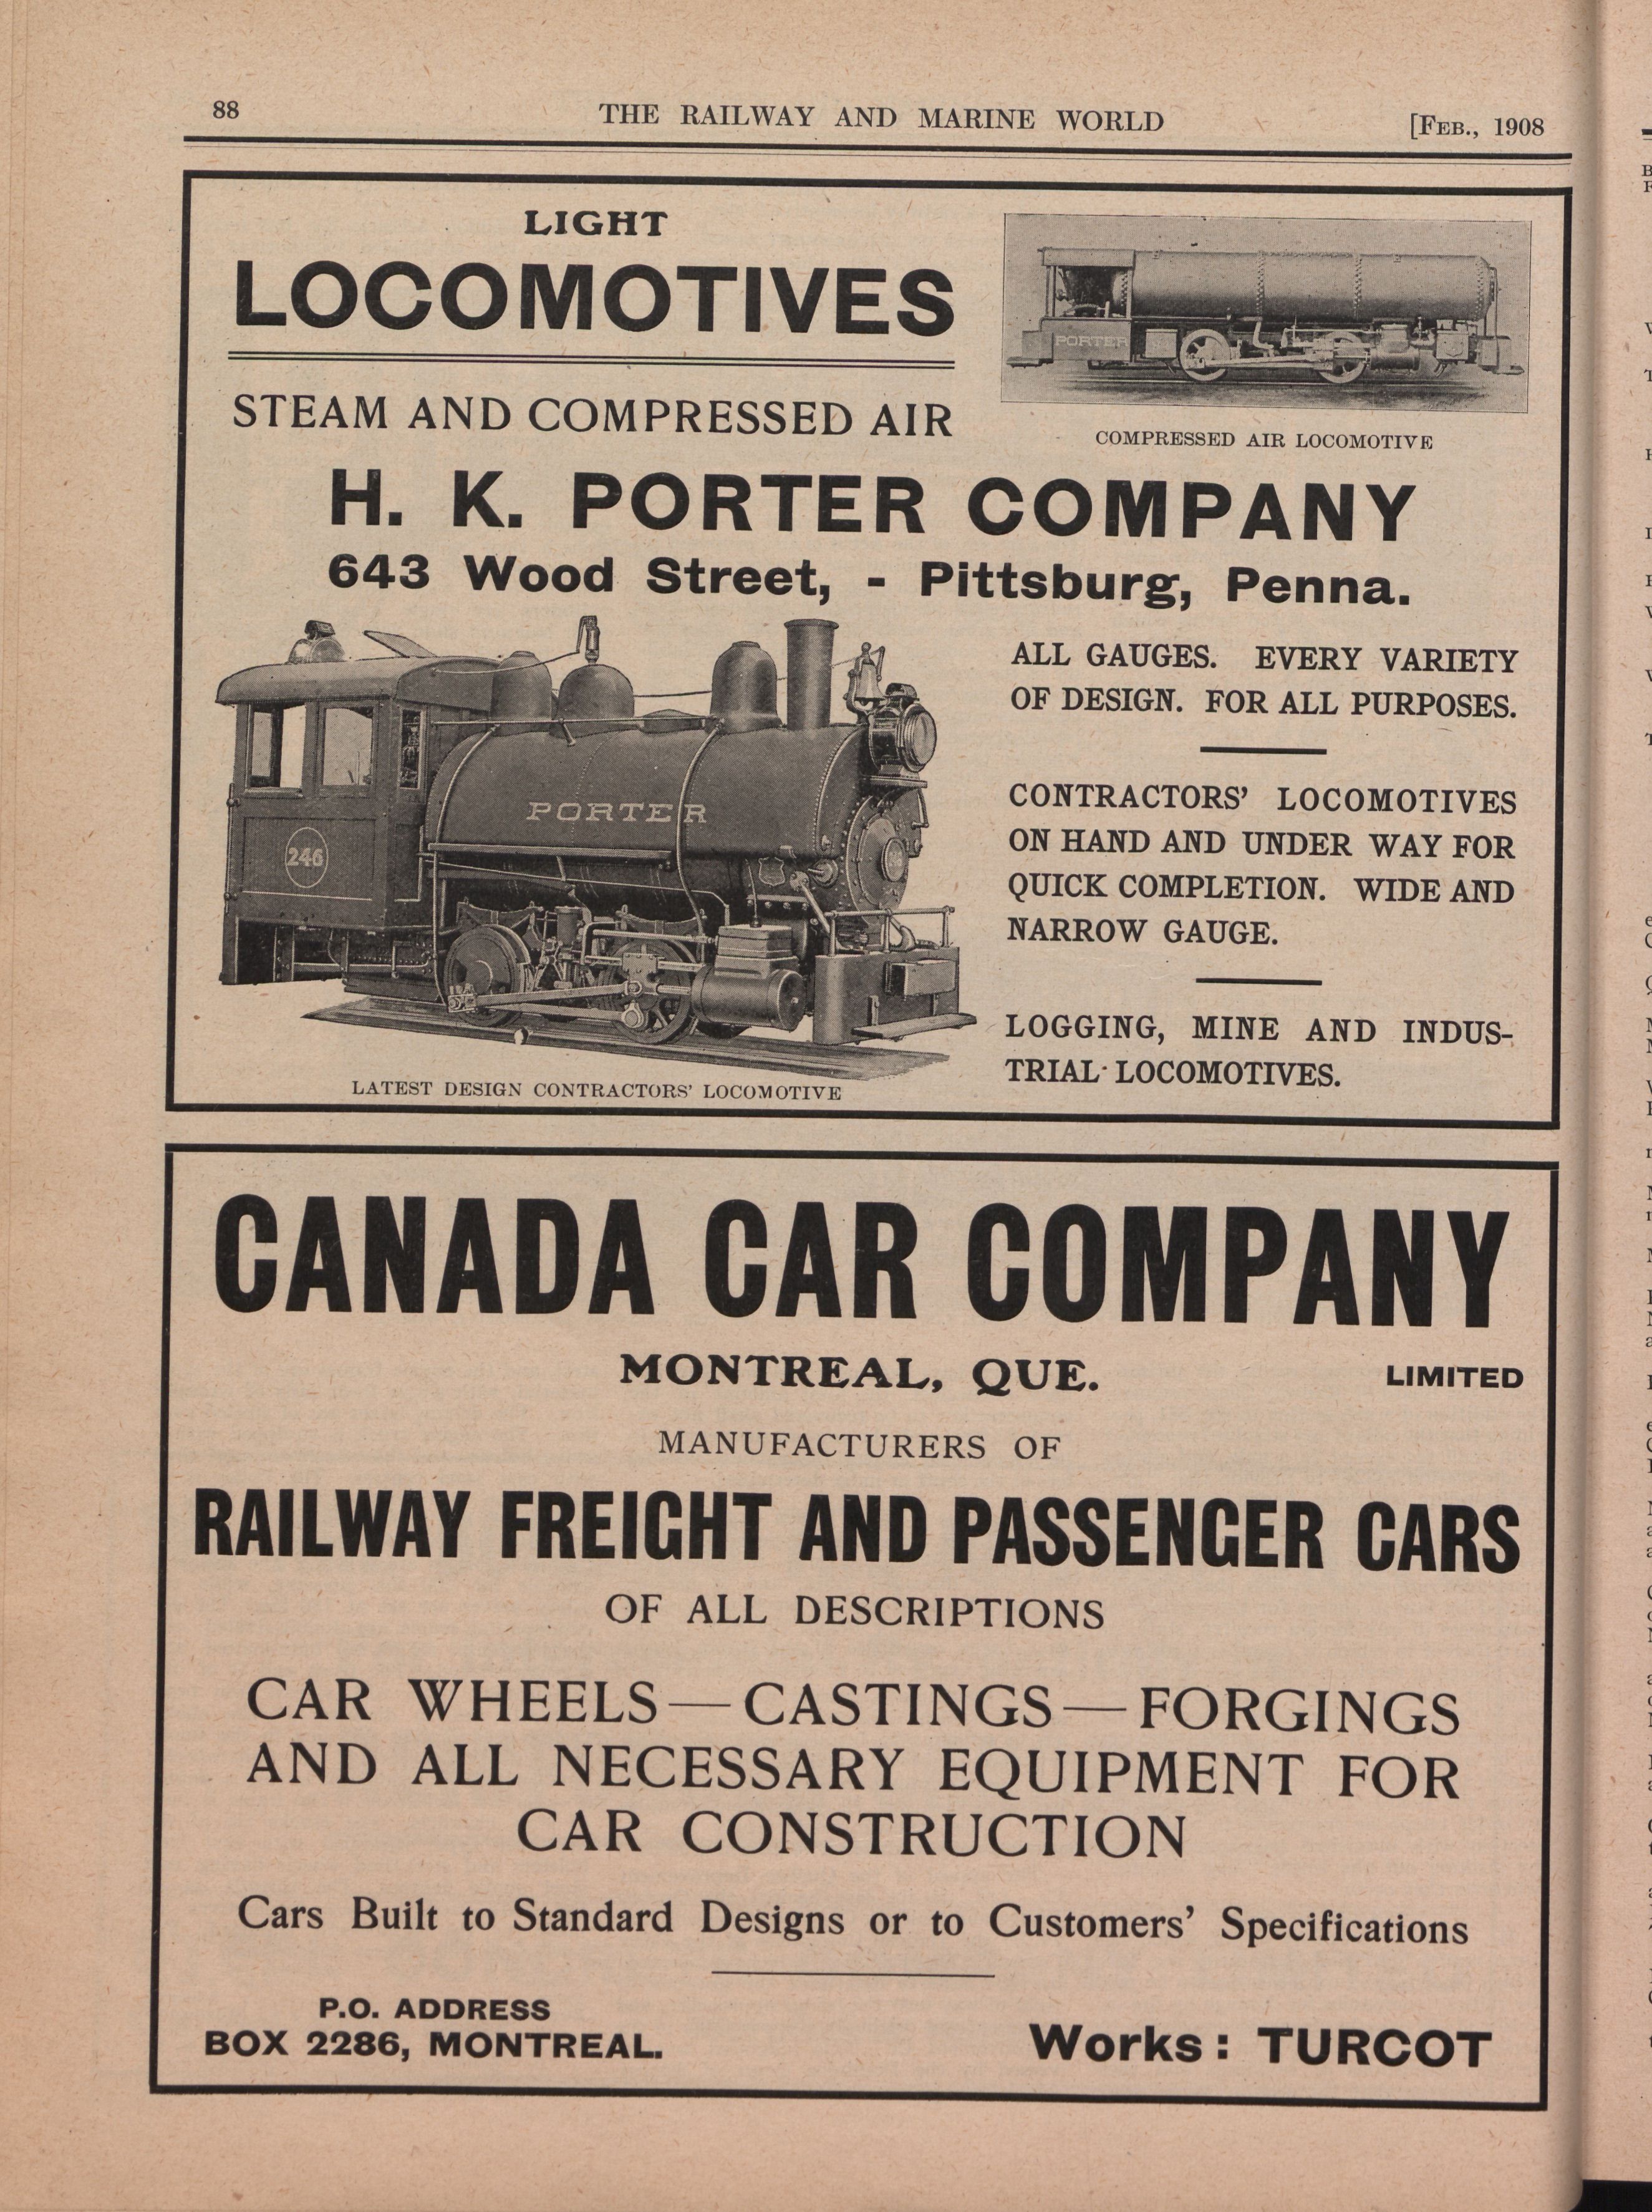 88
THE RAILWAY AND MARINE WORLD
[FEB., 1908
LIGHT
LOCOMOTIVES
STEAM AND COMPRESSED AIR
PORTER
COMPRESSED AIR LOCOMOTIVE
H. K. PORTER COMPANY
643 Wood Street, - Pittsburg, Penna.
PORTER
246
LATEST DESIGN CONTRACTORS' LOCOMOTIVE
ALL GAUGES. EVERY VARIETY
OF DESIGN. FOR ALL PURPOSES.
CONTRACTORS' LOCOMOTIVES
ON HAND AND UNDER WAY FOR
QUICK COMPLETION. WIDE AND
NARROW GAUGE.
LOGGING, MINE AND INDUS-
TRIAL LOCOMOTIVES.
CANADA CAR COMPANY
MONTREAL, QUE.
LIMITED
MANUFACTURERS OF
RAILWAY FREIGHT AND PASSENGER CARS
OF ALL DESCRIPTIONS
CAR WHEELS—CASTINGS—FORGINGS
AND ALL NECESSARY EQUIPMENT FOR
CAR CONSTRUCTION
Cars Built to Standard Designs or to Customers' Specifications
P.O. ADDRESS
BOX 2286, MONTREAL.
Works: TURCOT